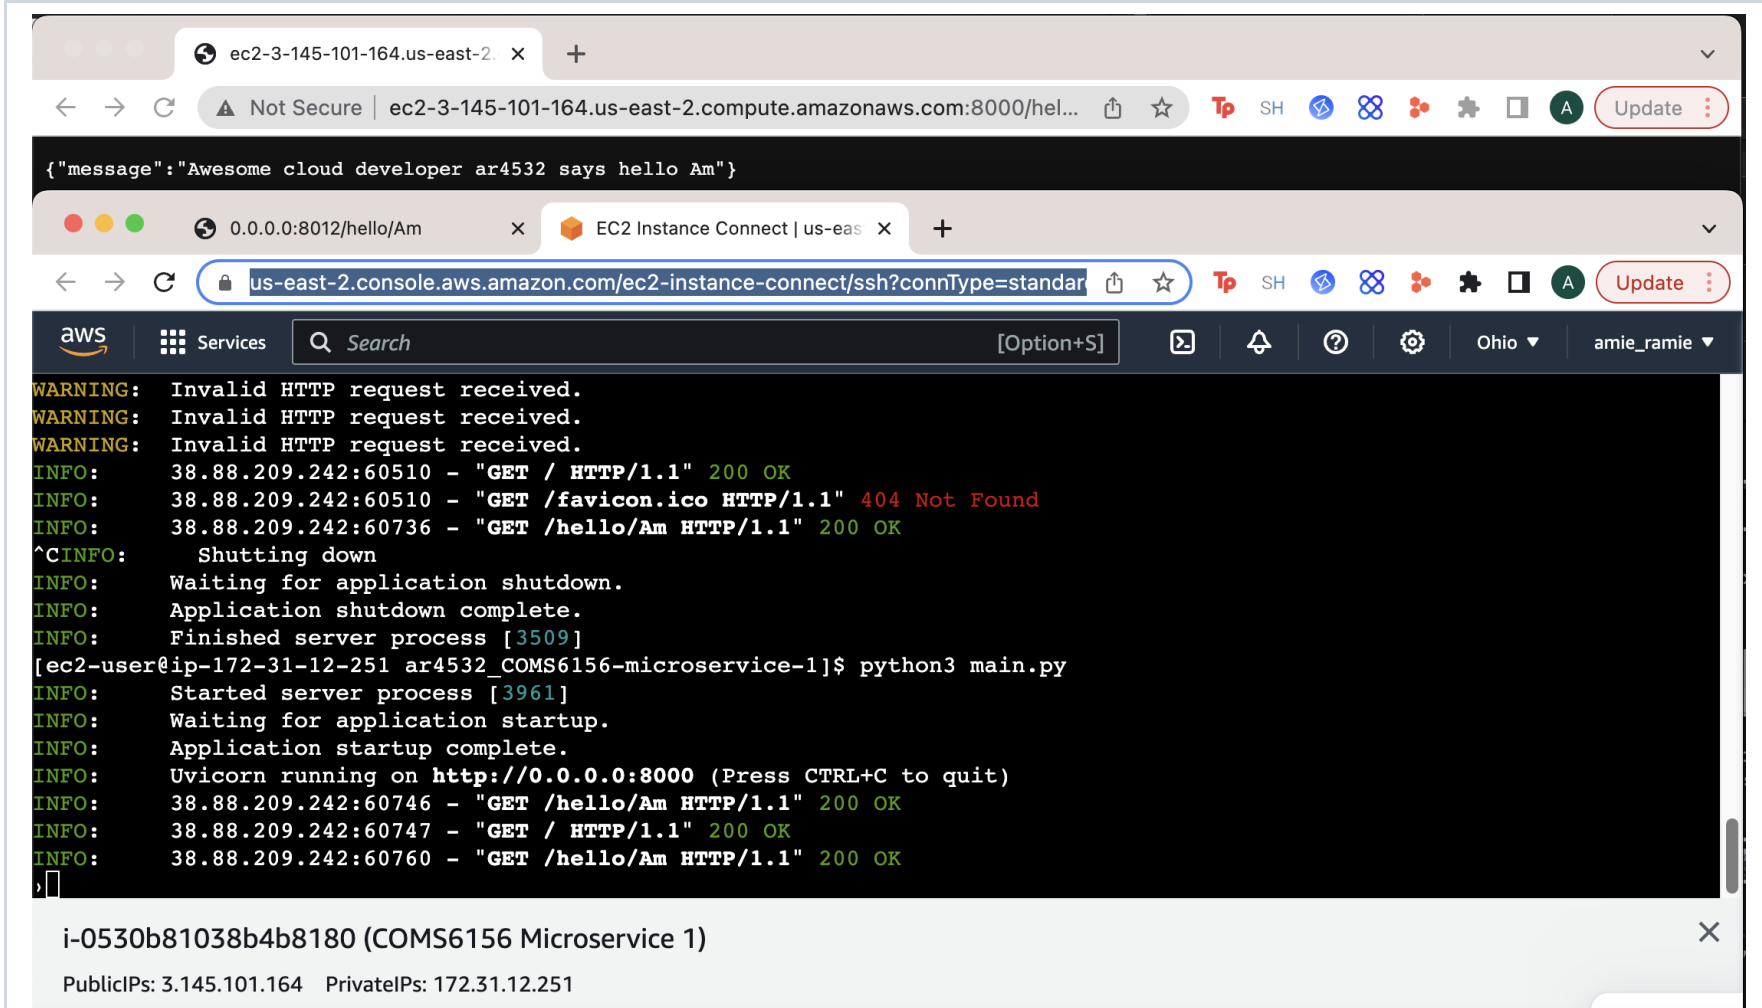 ec2-3-145-101-164.us-east-2.
Not Secure ec2-3-145-101-164.us-east-2.compute.amazonaws.com:8000/hel... Tp SH A Update
{"message":"Awesome cloud developer ar4532 says hello Am"}
0.0.0.0:8012/hello/Am EC2 Instance Connect | us-eas
us-east-2.console.aws.amazon.com/ec2-instance-connect/ssh?connType=standar Tp SH A Update
aws Services Search [Option+S] Ohio amie_ramie
WARNING: Invalid HTTP request received.
WARNING: Invalid HTTP request received.
WARNING: Invalid HTTP request received.
INFO: 38.88.209.242:60510 - "GET / HTTP/1.1" 200 OK
INFO: 38.88.209.242:60510 - "GET /favicon.ico HTTP/1.1" 404 Not Found
INFO: 38.88.209.242:60736 - "GET /hello/Am HTTP/1.1" 200 OK
^CINFO: Shutting down
INFO: Waiting for application shutdown.
INFO: Application shutdown complete.
INFO: Finished server process [3509]
[ec2-user@ip-172-31-12-251 ar4532_COMS6156-microservice-1]$ python3 main.py
INFO: Started server process [3961]
INFO: Waiting for application startup.
INFO: Application startup complete.
INFO: Uvicorn running on http://0.0.0.0:8000 (Press CTRL+C to quit)
INFO: 38.88.209.242:60746 - "GET /hello/Am HTTP/1.1" 200 OK
INFO: 38.88.209.242:60747 - "GET / HTTP/1.1" 200 OK
INFO: 38.88.209.242:60760 - "GET /hello/Am HTTP/1.1" 200 OK
i-0530b81038b4b8180 (COMS6156 Microservice 1)
PublicIPs: 3.145.101.164 PrivateIPs: 172.31.12.251